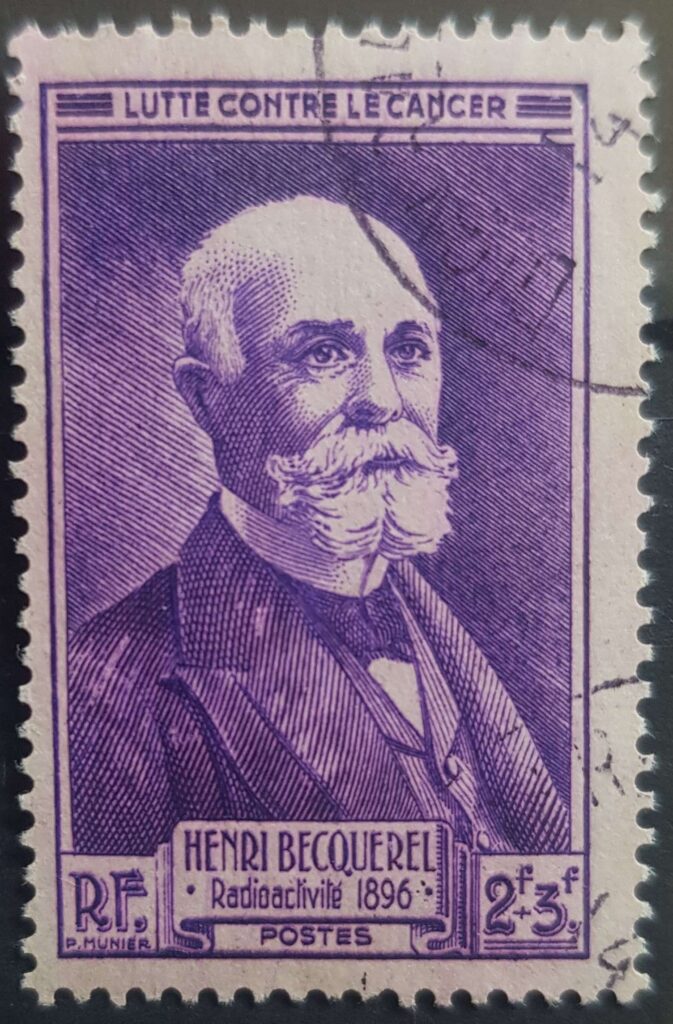 LUTTE CONTRE LE CANCER
HENRI BECQUEREL
• Radioactivité 1896 •
POSTES
R.F.
P. MUNIER
2f+3f